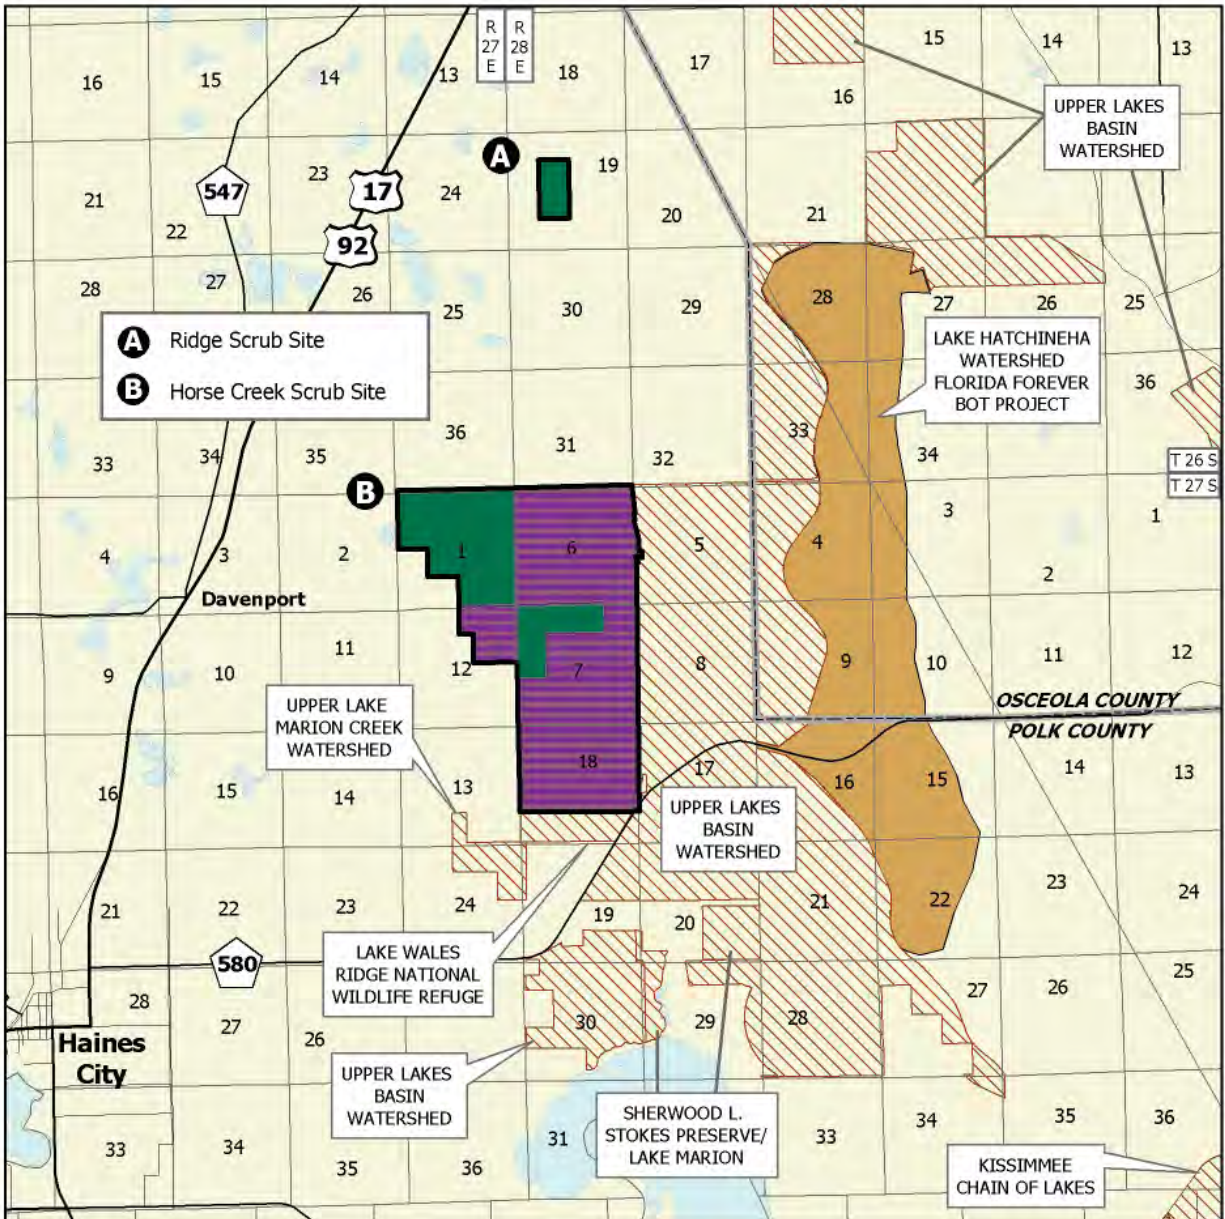 R
27
E
R
28
E
16
15
14
13
18
17
16
15
14
13
UPPER LAKES
BASIN
WATERSHED
A
547
23
17
24
19
21
22
92
20
21
28
27
26
25
30
29
28
27
26
25
A Ridge Scrub Site
B Horse Creek Scrub Site
LAKE HATCHINEHA
WATERSHED
FLORIDA FOREVER
BOT PROJECT
36
33
34
35
36
31
32
33
34
T 26 S
T 27 S
B
4
3
2
1
6
5
4
3
2
1
Davenport
9
10
11
12
7
8
9
10
11
12
OSCEOLA COUNTY
POLK COUNTY
UPPER LAKE
MARION CREEK
WATERSHED
16
15
14
13
18
17
16
15
14
13
UPPER LAKES
BASIN
WATERSHED
21
22
23
24
19
20
21
22
23
24
580
LAKE WALES
RIDGE NATIONAL
WILDLIFE REFUGE
28
27
26
30
29
28
27
26
25
Haines
City
UPPER LAKES
BASIN
WATERSHED
SHERWOOD L.
STOKES PRESERVE/
LAKE MARION
33
34
35
36
31
33
34
35
36
KISSIMMEE
CHAIN OF LAKES